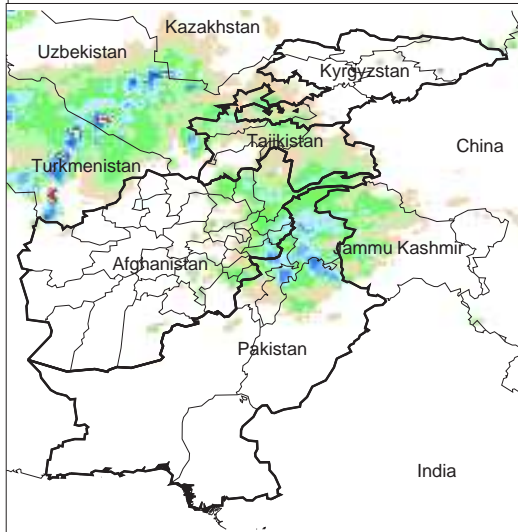 Kazakhstan
Uzbekistan
Kyrgyzstan
Tajikistan
China
Turkmenistan
Jammu Kashmir
Afghanistan
Pakistan
India